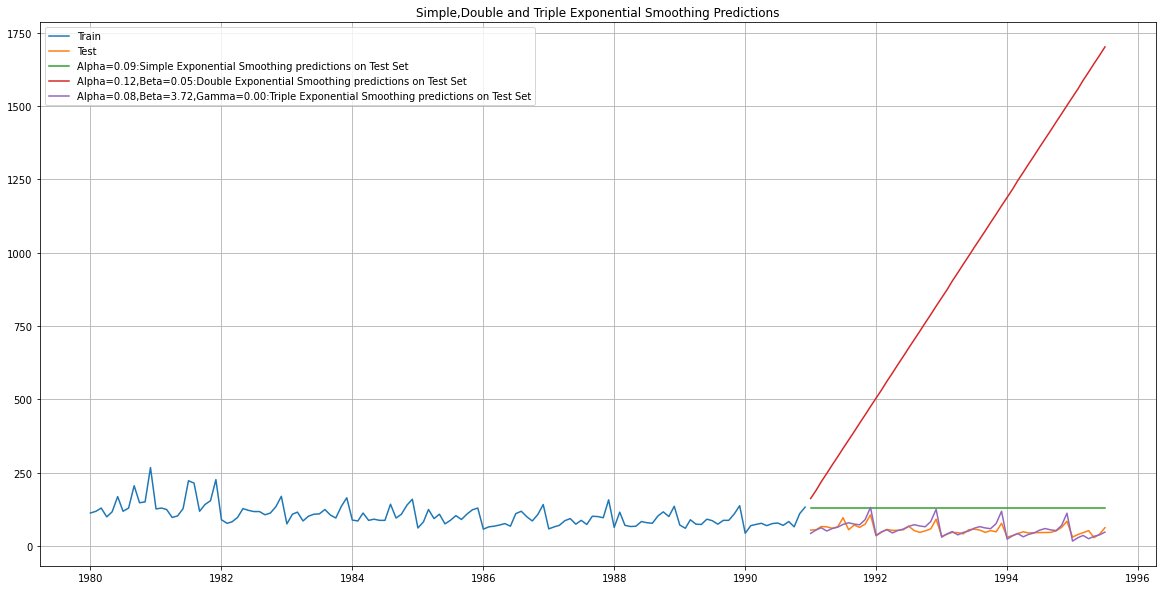 Simple,Double and Triple Exponential Smoothing Predictions
Train
Test
Alpha=0.09:Simple Exponential Smoothing predictions on Test Set
Alpha=0.12,Beta=0.05:Double Exponential Smoothing predictions on Test Set
Alpha=0.08,Beta=3.72,Gamma=0.00:Triple Exponential Smoothing predictions on Test Set
1750
1500
1250
1000
750
500
250
0
1980 1982 1984 1986 1988 1990 1992 1994 1996